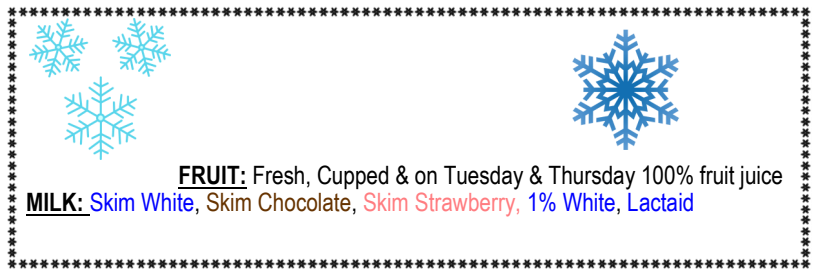 FRUIT: Fresh, Cupped & on Tuesday & Thursday 100% fruit juice
MILK: Skim White, Skim Chocolate, Skim Strawberry, 1% White, Lactaid